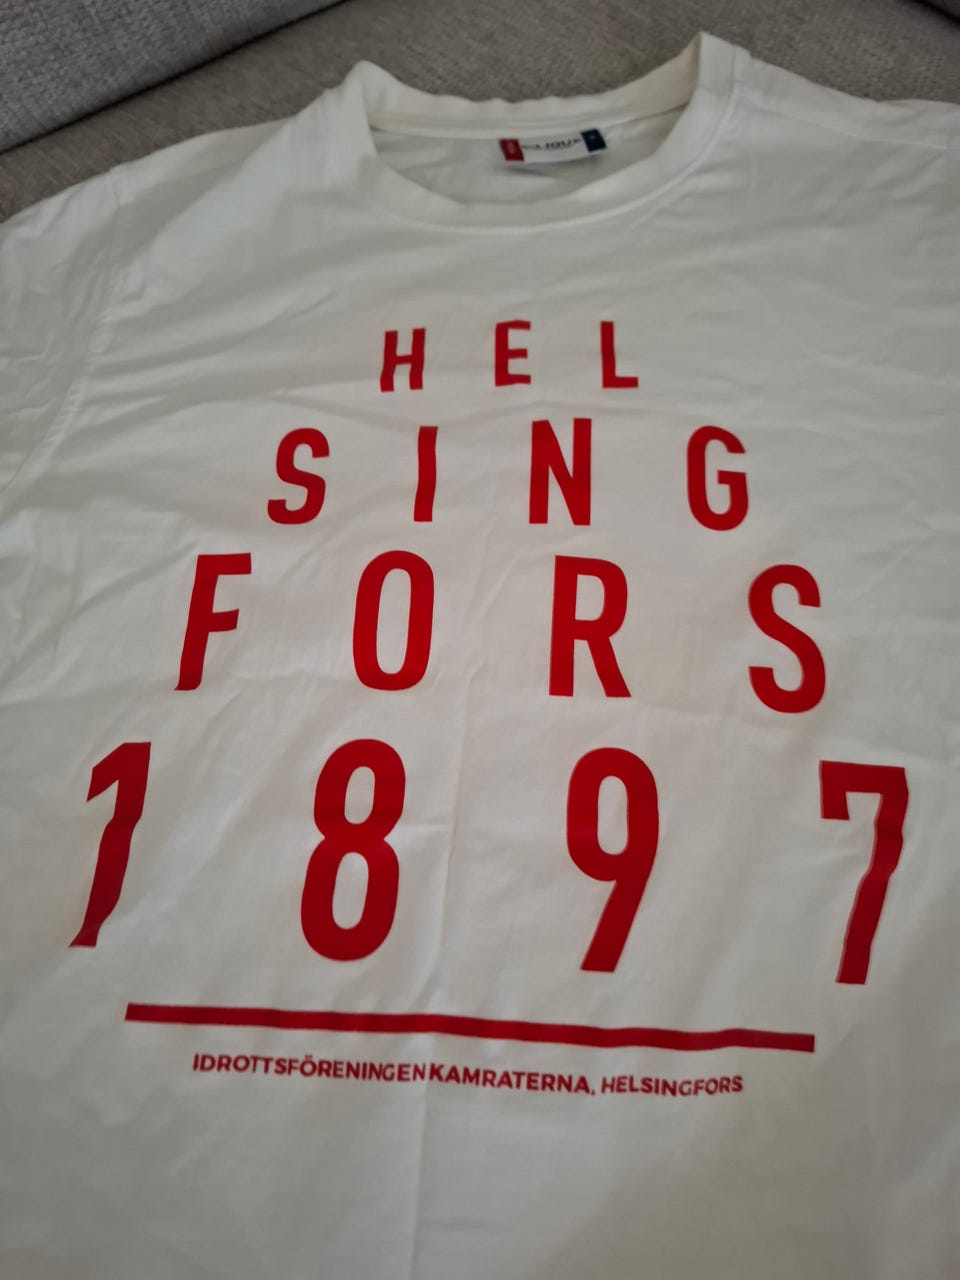 HEL
SING
FORS
1897
IDROTTSFÖRENINGEN KAMRATERNA, HELSINGFORS